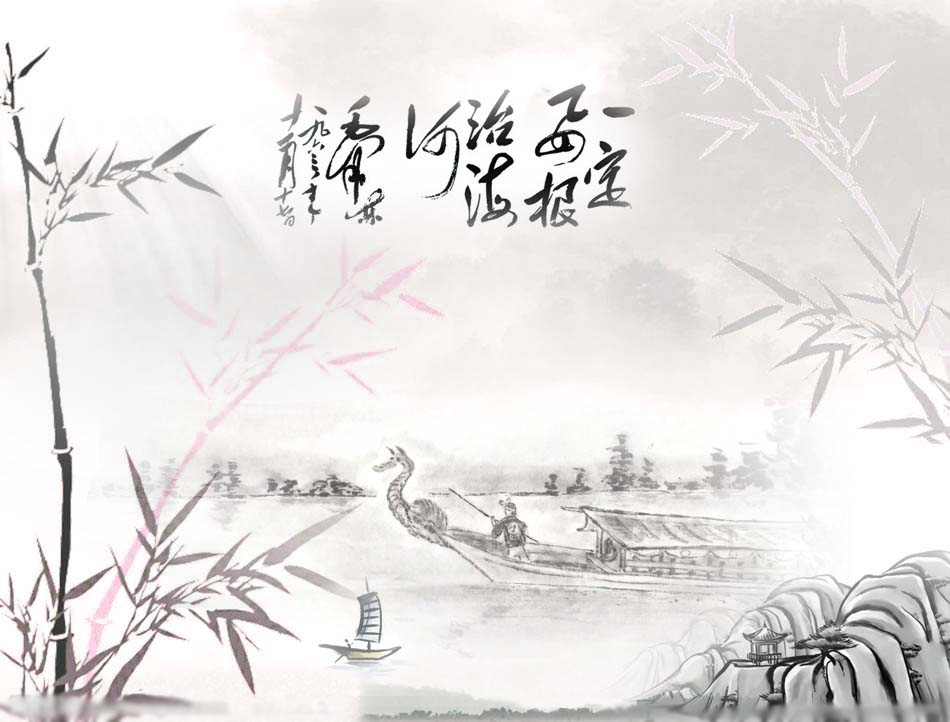 一定
要根
治海
河
毛泽东
一九六三年
十一月十七日